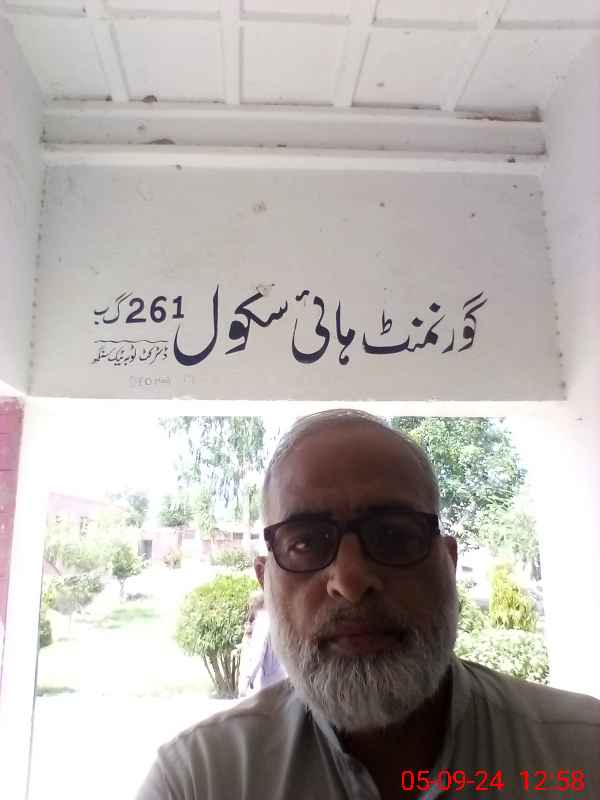 گورنمنٹ ہائی سکول 261 گ ب
ڈسٹرکٹ ٹوبہ ٹیک سنگھ
05-09-24 12:58